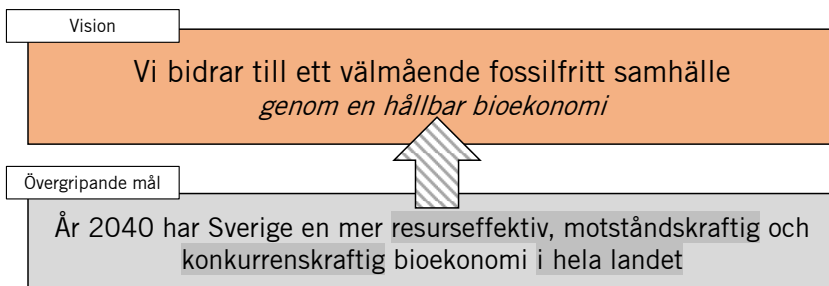 Vision
Vi bidrar till ett välmående fossilfritt samhälle
genom en hållbar bioekonomi
Övergripande mål
År 2040 har Sverige en mer resurseffektiv, motståndskraftig och
konkurrenskraftig bioekonomi i hela landet